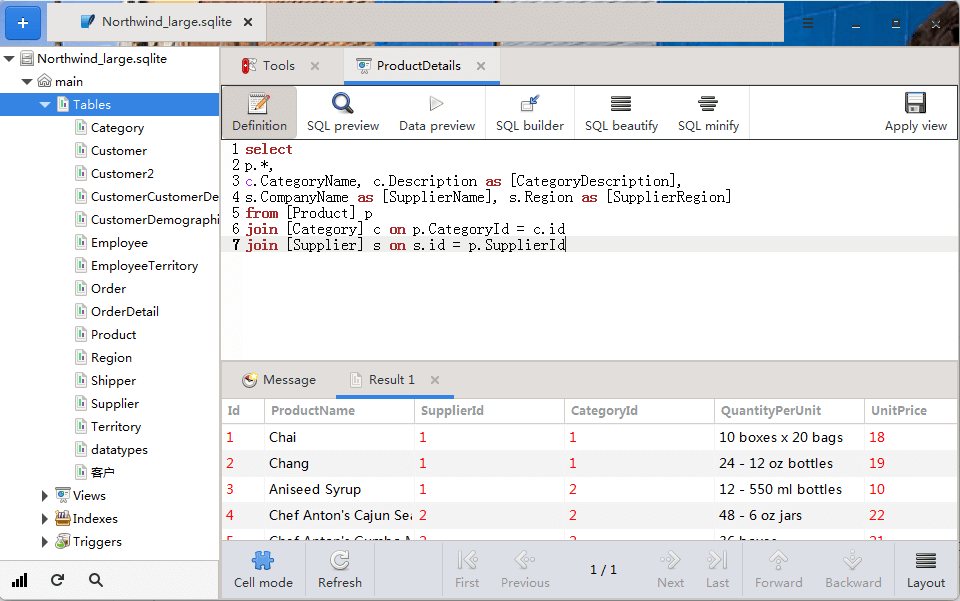 +
Northwind_large.sqlite
Northwind_large.sqlite
main
Tables
Category
Customer
Customer2
CustomerCustomerDe
CustomerDemographi
Employee
EmployeeTerritory
Order
OrderDetail
Product
Region
Shipper
Supplier
Territory
datatypes
客户
Views
Indexes
Triggers
Tools
ProductDetails
Definition
SQL preview
Data preview
SQL builder
SQL beautify
SQL minify
Apply view
1 select
2 p.*,
3 c.CategoryName, c.Description as [CategoryDescription],
4 s.CompanyName as [SupplierName], s.Region as [SupplierRegion]
5 from [Product] p
6 join [Category] c on p.CategoryId = c.id
7 join [Supplier] s on s.id = p.SupplierId
Message
Result 1
Id ProductName SupplierId CategoryId QuantityPerUnit UnitPrice
1 Chai 1 1 10 boxes x 20 bags 18
2 Chang 1 1 24 - 12 oz bottles 19
3 Aniseed Syrup 1 2 12 - 550 ml bottles 10
4 Chef Anton's Cajun Sea 2 2 48 - 6 oz jars 22
Cell mode
Refresh
First
Previous
1 / 1
Next
Last
Forward
Backward
Layout